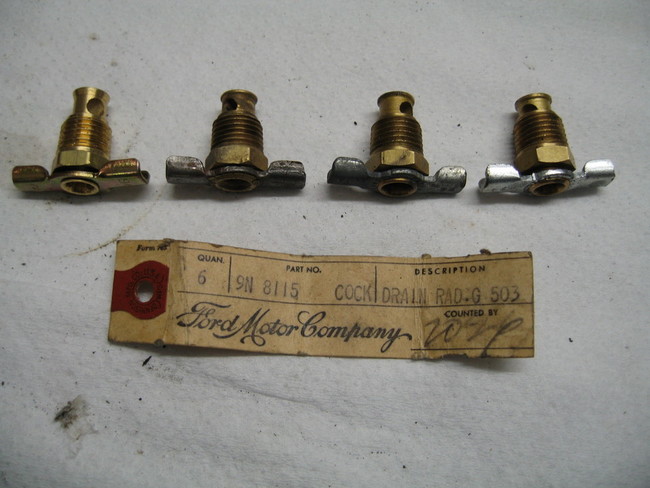 Form No.
QUAN. PART NO. DESCRIPTION
6 9N 8115 COCK DRAIN RAD.G 503
COUNTED BY
Ford Motor Company